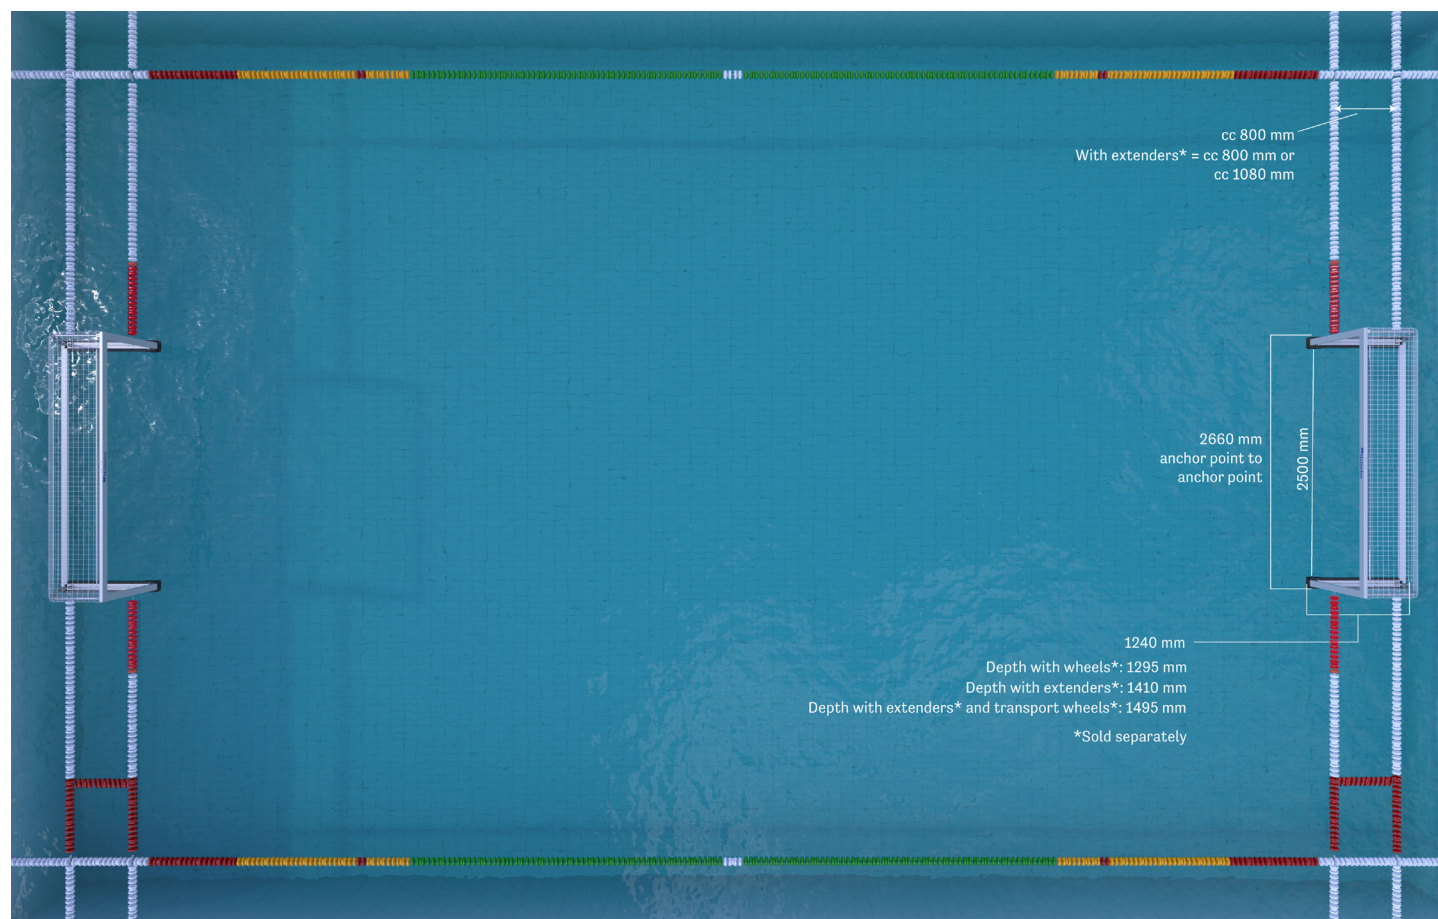 cc 800 mm
With extenders* = cc 800 mm or
cc 1080 mm
2660 mm
anchor point to
anchor point
2500 mm
1240 mm
Depth with wheels*: 1295 mm
Depth with extenders*: 1410 mm
Depth with extenders* and transport wheels*: 1495 mm
*Sold separately